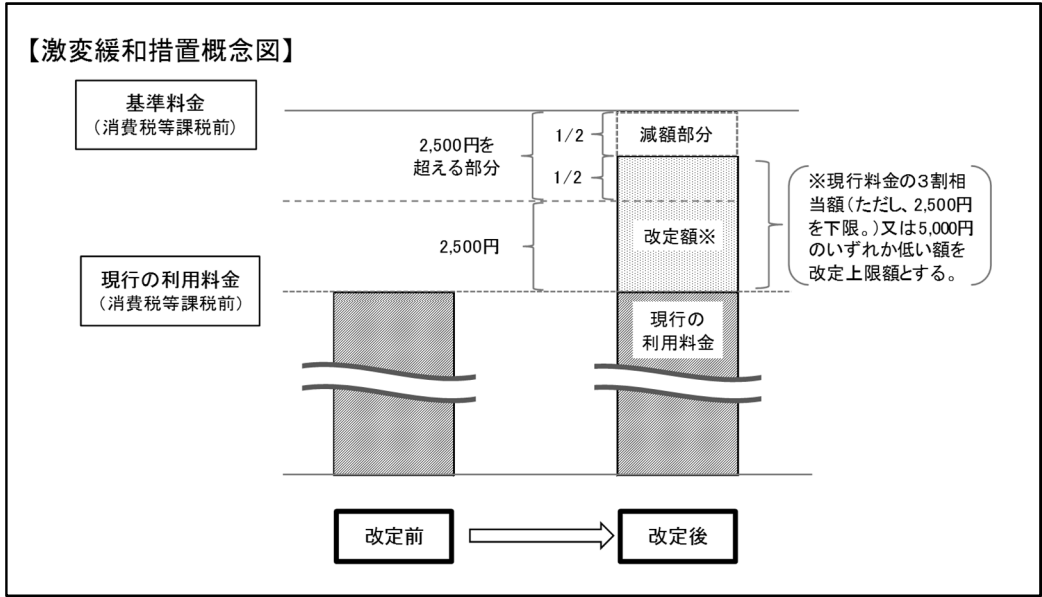 【激変緩和措置概念図】
基準料金
（消費税等課税前）
2,500円を
超える部分
1/2
1/2
減額部分
2,500円
改定額※
※現行料金の３割相
当額（ただし、2,500円
を下限。）又は5,000円
のいずれか低い額を
改定上限額とする。
現行の利用料金
（消費税等課税前）
現行の
利用料金
改定前
改定後